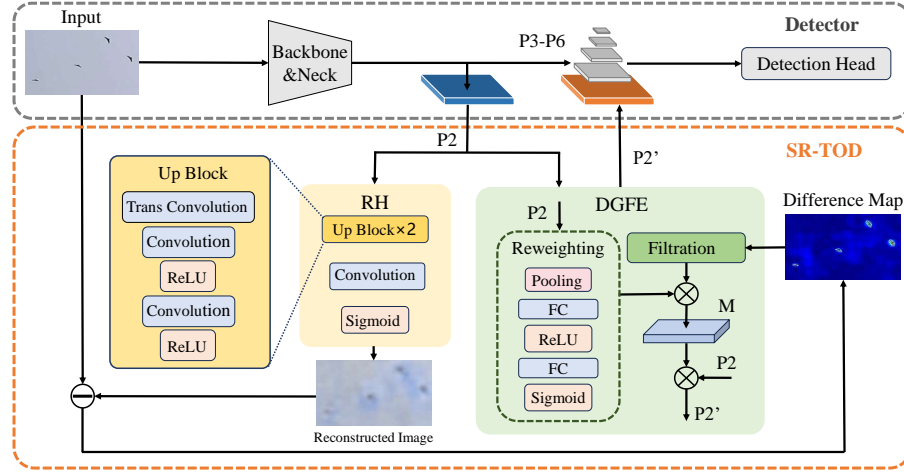 Input
Backbone
&Neck
P3-P6
Detector
Detection Head
P2
P2’
SR-TOD
Up Block
Trans Convolution
Convolution
ReLU
Convolution
ReLU
RH
Up Block×2
Convolution
Sigmoid
Reconstructed Image
DGFE
P2
Reweighting
Pooling
FC
ReLU
FC
Sigmoid
Filtration
M
P2
P2’
Difference Map